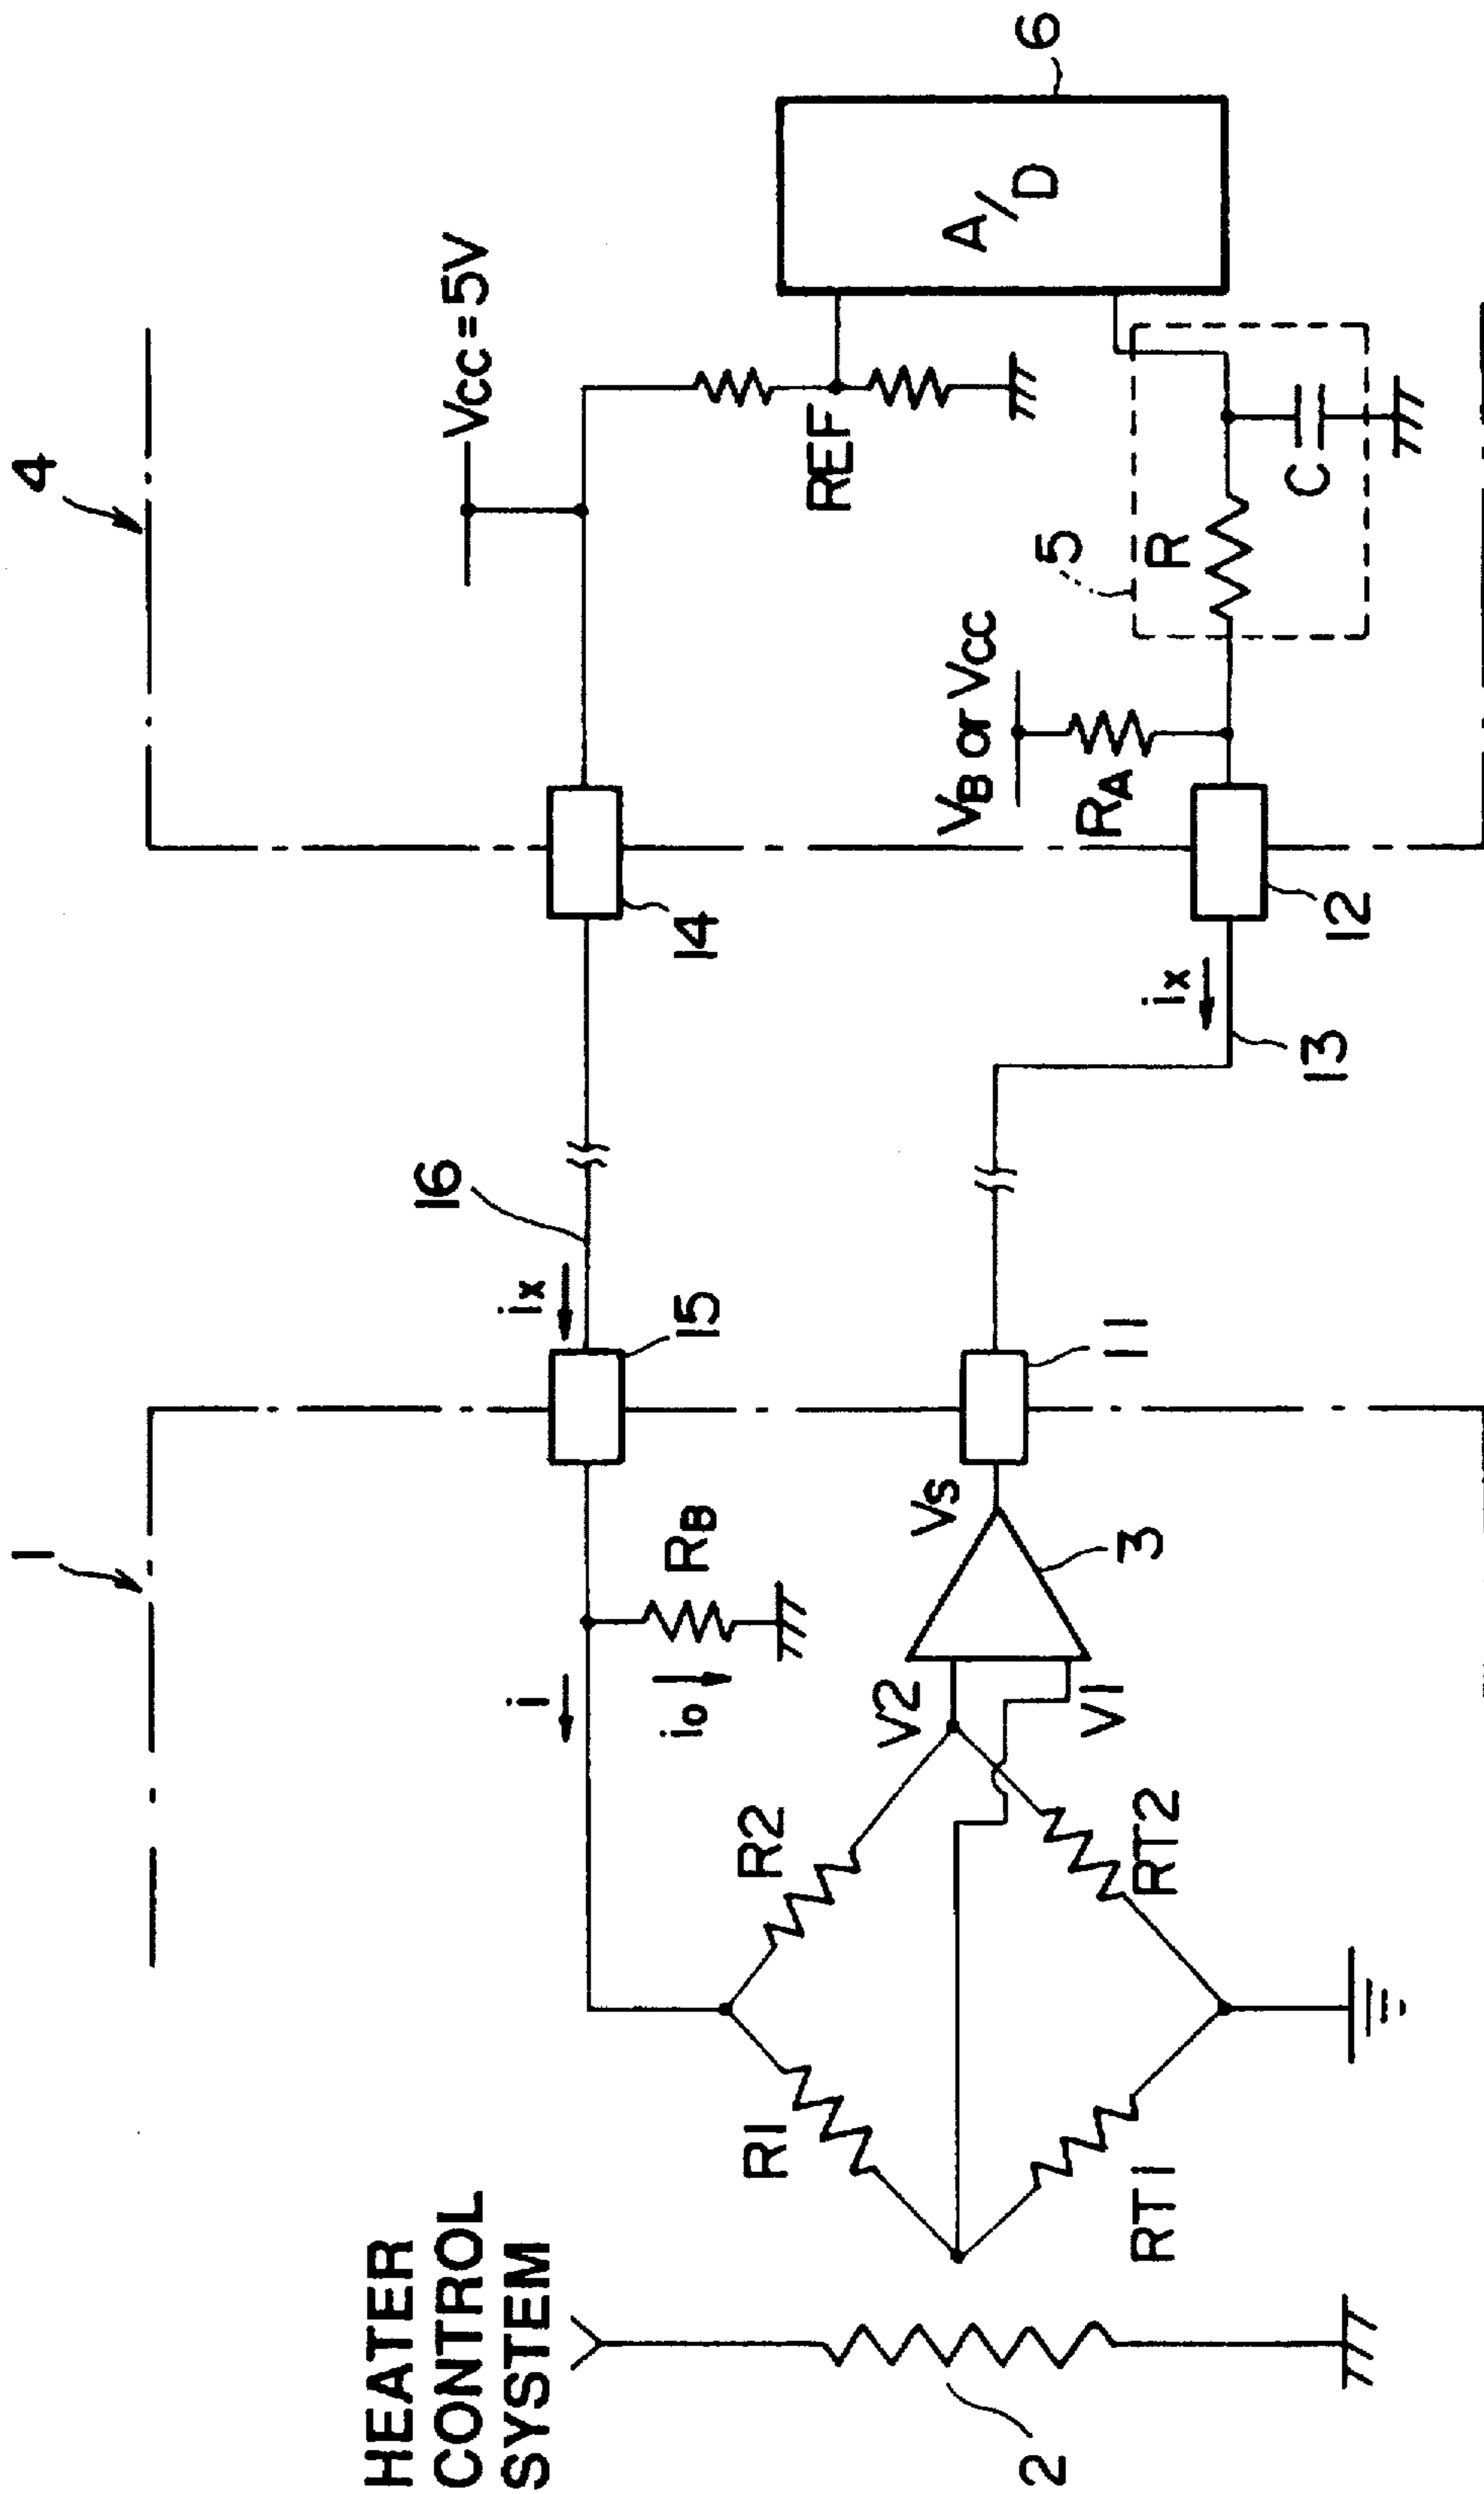 1
4
HEATER
CONTROL
SYSTEM
16
ix
Vcc=5V
i
15
14
RB
io
REF
R1
R2
V2
Vs
VB or Vcc
A/D
6
RA
5
R
V1
3
11
ix
RT1
RT2
13
12
C
2